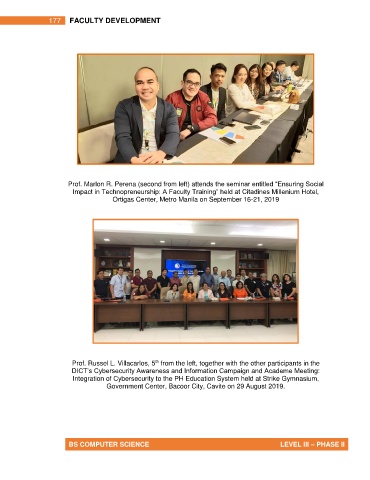 177 FACULTY DEVELOPMENT
Prof. Marlon R. Perena (second from left) attends the seminar entitled "Ensuring Social
Impact in Technopreneurship: A Faculty Training" held at Citadines Millenium Hotel,
Ortigas Center, Metro Manila on September 16-21, 2019
Prof. Russel L. Villacarlos, 5th from the left, together with the other participants in the
DICT's Cybersecurity Awareness and Information Campaign and Academe Meeting:
Integration of Cybersecurity to the PH Education System held at Strike Gymnasium,
Government Center, Bacoor City, Cavite on 29 August 2019.
BS COMPUTER SCIENCE LEVEL III – PHASE II